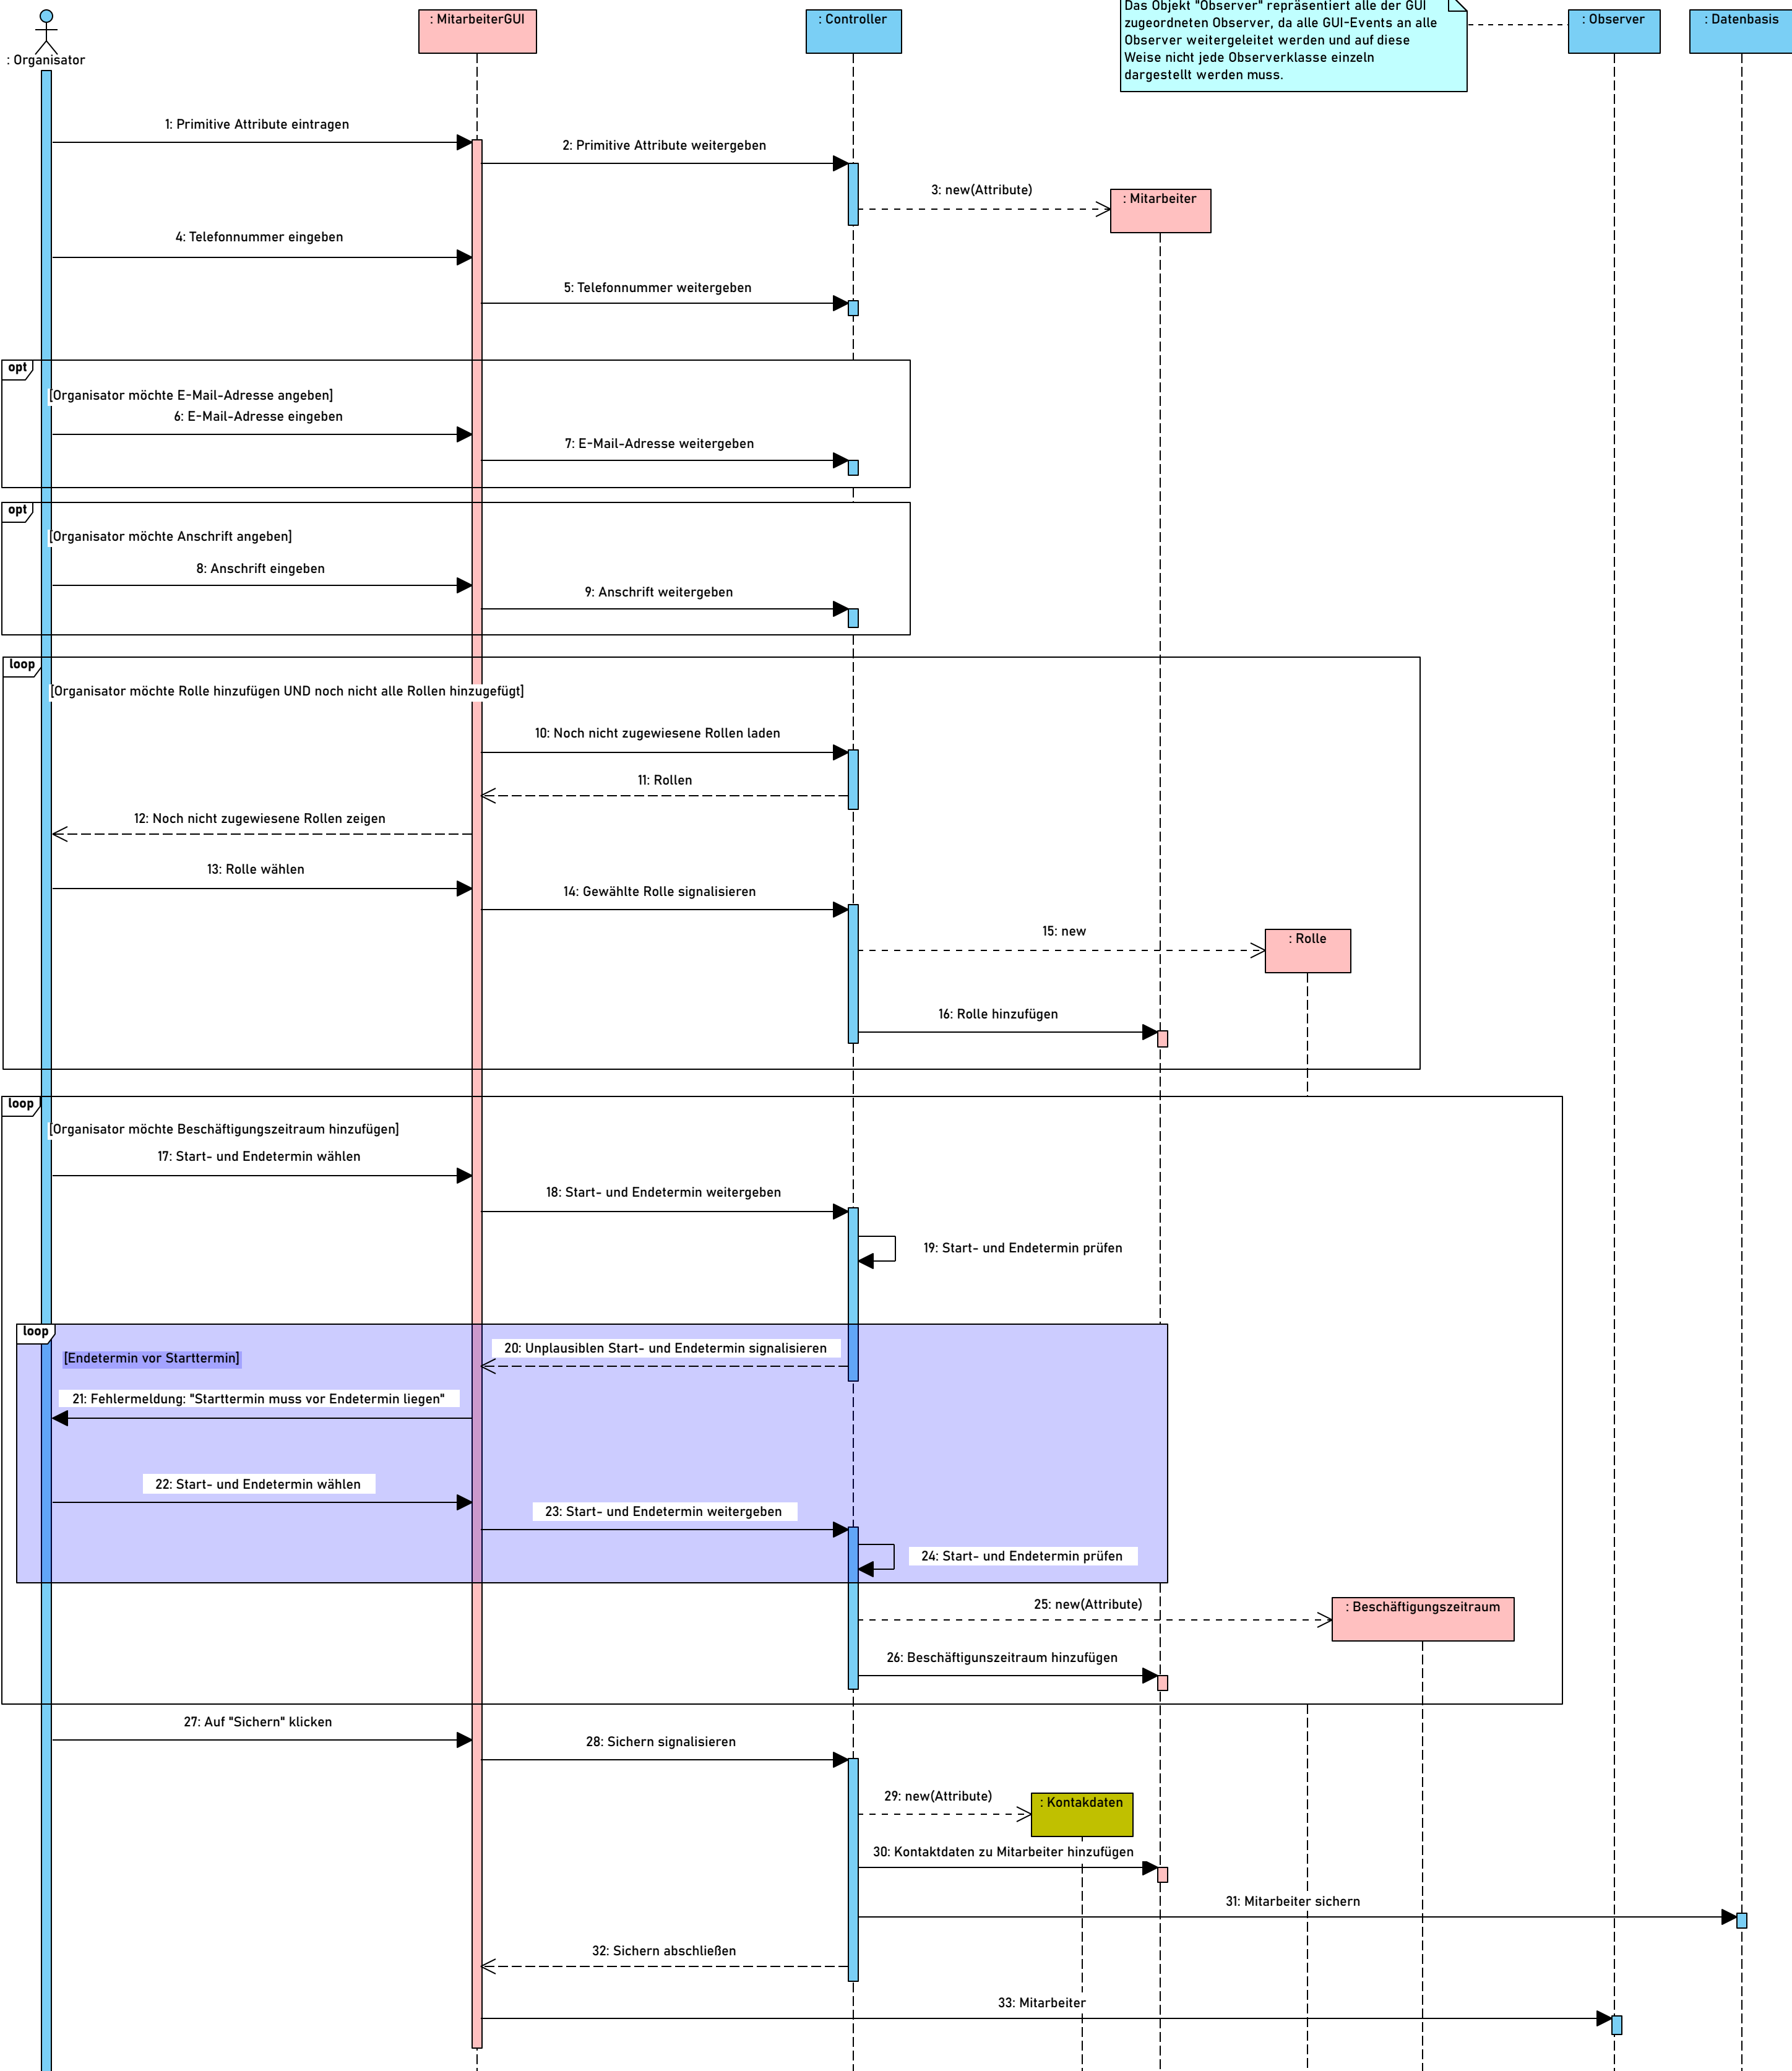 : Organisator
: MitarbeiterGUI
: Controller
Das Objekt "Observer" repräsentiert alle der GUI
zugeordneten Observer, da alle GUI-Events an alle
Observer weitergeleitet werden und auf diese
Weise nicht jede Observerklasse einzeln
dargestellt werden muss.
: Observer
: Datenbasis
1: Primitive Attribute eintragen
2: Primitive Attribute weitergeben
3: new(Attribute)
: Mitarbeiter
4: Telefonnummer eingeben
5: Telefonnummer weitergeben
opt
[Organisator möchte E-Mail-Adresse angeben]
6: E-Mail-Adresse eingeben
7: E-Mail-Adresse weitergeben
opt
[Organisator möchte Anschrift angeben]
8: Anschrift eingeben
9: Anschrift weitergeben
loop
[Organisator möchte Rolle hinzufügen UND noch nicht alle Rollen hinzugefügt]
10: Noch nicht zugewiesene Rollen laden
11: Rollen
12: Noch nicht zugewiesene Rollen zeigen
13: Rolle wählen
14: Gewählte Rolle signalisieren
15: new
: Rolle
16: Rolle hinzufügen
loop
[Organisator möchte Beschäftigungszeitraum hinzufügen]
17: Start- und Endetermin wählen
18: Start- und Endetermin weitergeben
19: Start- und Endetermin prüfen
loop
[Endetermin vor Starttermin]
20: Unplausiblen Start- und Endetermin signalisieren
21: Fehlermeldung: "Starttermin muss vor Endetermin liegen"
22: Start- und Endetermin wählen
23: Start- und Endetermin weitergeben
24: Start- und Endetermin prüfen
25: new(Attribute)
: Beschäftigungszeitraum
26: Beschäftigunszeitraum hinzufügen
27: Auf "Sichern" klicken
28: Sichern signalisieren
29: new(Attribute)
: Kontakdaten
30: Kontaktdaten zu Mitarbeiter hinzufügen
31: Mitarbeiter sichern
32: Sichern abschließen
33: Mitarbeiter